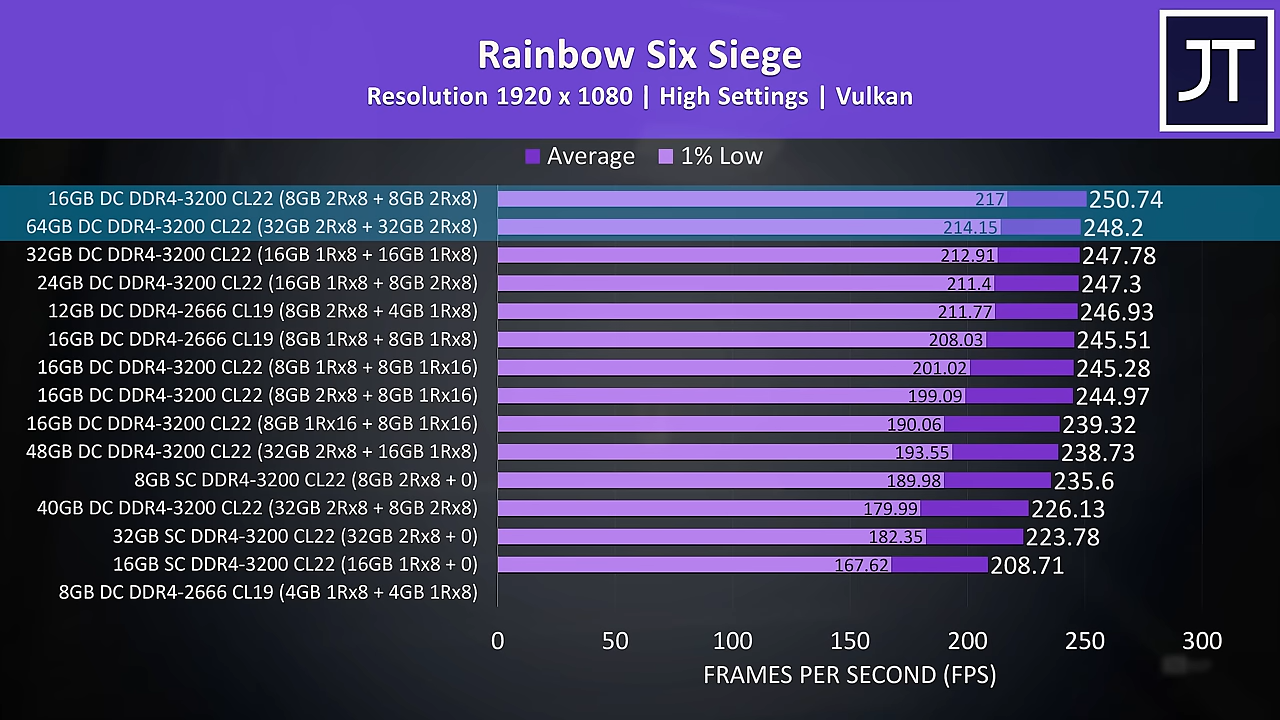 Rainbow Six Siege
JT
Resolution 1920 x 1080 | High Settings | Vulkan
Average 1% Low
16GB DC DDR4-3200 CL22 (8GB 2Rx8 + 8GB 2Rx8) 217 250.74
64GB DC DDR4-3200 CL22 (32GB 2Rx8 + 32GB 2Rx8) 214.15 248.2
32GB DC DDR4-3200 CL22 (16GB 1Rx8 + 16GB 1Rx8) 212.91 247.78
24GB DC DDR4-3200 CL22 (16GB 1Rx8 + 8GB 2Rx8) 211.4 247.3
12GB DC DDR4-2666 CL19 (8GB 2Rx8 + 4GB 1Rx8) 211.77 246.93
16GB DC DDR4-2666 CL19 (8GB 1Rx8 + 8GB 1Rx8) 208.03 245.51
16GB DC DDR4-3200 CL22 (8GB 1Rx8 + 8GB 1Rx16) 201.02 245.28
16GB DC DDR4-3200 CL22 (8GB 2Rx8 + 8GB 1Rx16) 199.09 244.97
16GB DC DDR4-3200 CL22 (8GB 1Rx16 + 8GB 1Rx16) 190.06 239.32
48GB DC DDR4-3200 CL22 (32GB 2Rx8 + 16GB 1Rx8) 193.55 238.73
8GB SC DDR4-3200 CL22 (8GB 2Rx8 + 0) 189.98 235.6
40GB DC DDR4-3200 CL22 (32GB 2Rx8 + 8GB 2Rx8) 179.99 226.13
32GB SC DDR4-3200 CL22 (32GB 2Rx8 + 0) 182.35 223.78
16GB SC DDR4-3200 CL22 (16GB 1Rx8 + 0) 167.62 208.71
8GB DC DDR4-2666 CL19 (4GB 1Rx8 + 4GB 1Rx8)
0 50 100 150 200 250 300
FRAMES PER SECOND (FPS)